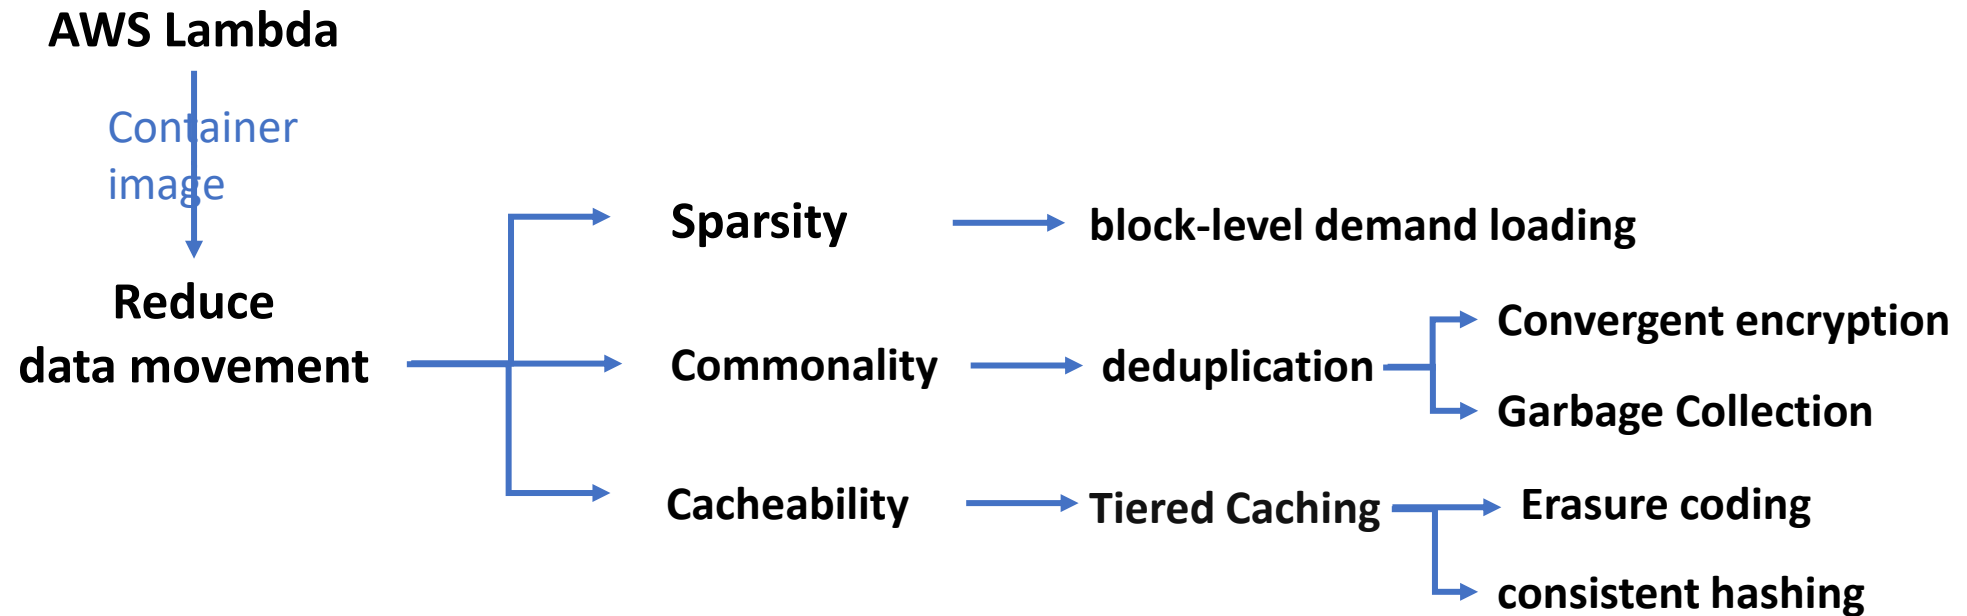 AWS Lambda
Container
image
Reduce
data movement
Sparsity
block-level demand loading
Commonality
deduplication
Convergent encryption
Garbage Collection
Cacheability
Tiered Caching
Erasure coding
consistent hashing